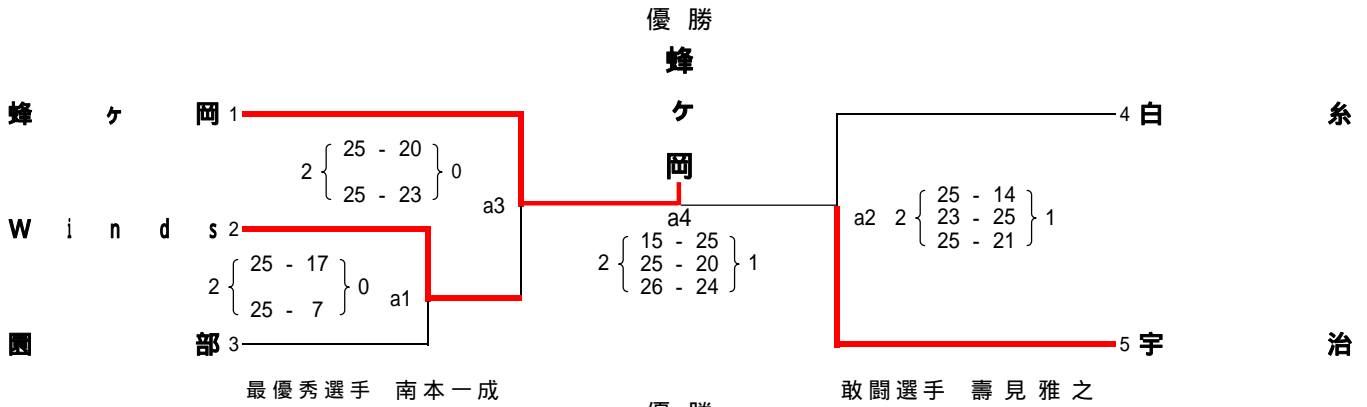 優 勝
蜂ヶ岡
蜂 ヶ 岡 1
4 白 糸
2 25 - 20 0
25 - 23
a3
a2 2 25 - 14 1
23 - 25
25 - 21
W i n d s 2
a4
2 15 - 25 1
25 - 20
26 - 24
2 25 - 17 0
25 - 7
a1
園 部 3
5 宇 治
最優秀選手 南本一成
敢闘選手 壽見雅之
優 勝